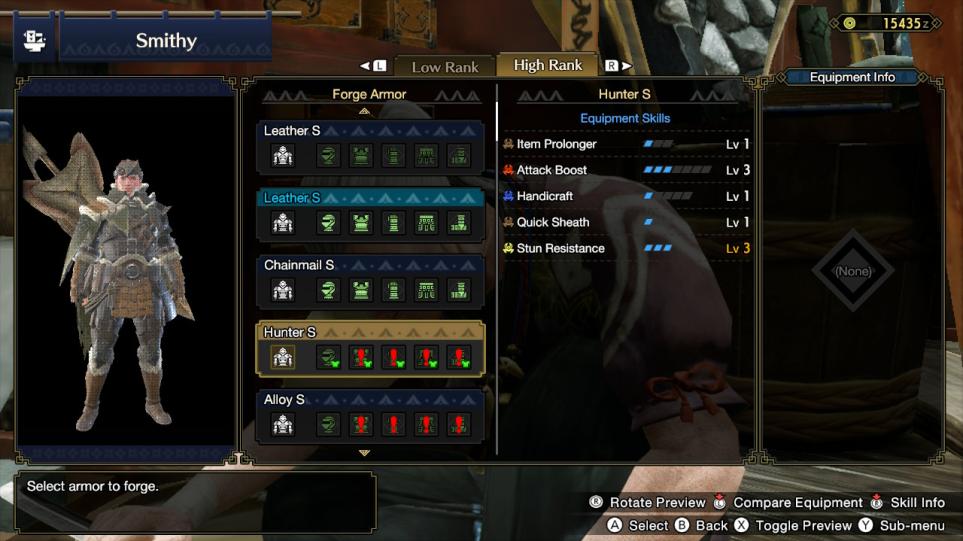 Smithy
15435z
L Low Rank High Rank R
Equipment Info
Forge Armor
Leather S
Leather S
Chainmail S
Hunter S
Alloy S
Hunter S
Equipment Skills
Item Prolonger Lv 1
Attack Boost Lv 3
Handicraft Lv 1
Quick Sheath Lv 1
Stun Resistance Lv 3
(None)
Select armor to forge.
R Rotate Preview Compare Equipment Skill Info
A Select B Back X Toggle Preview Y Sub-menu